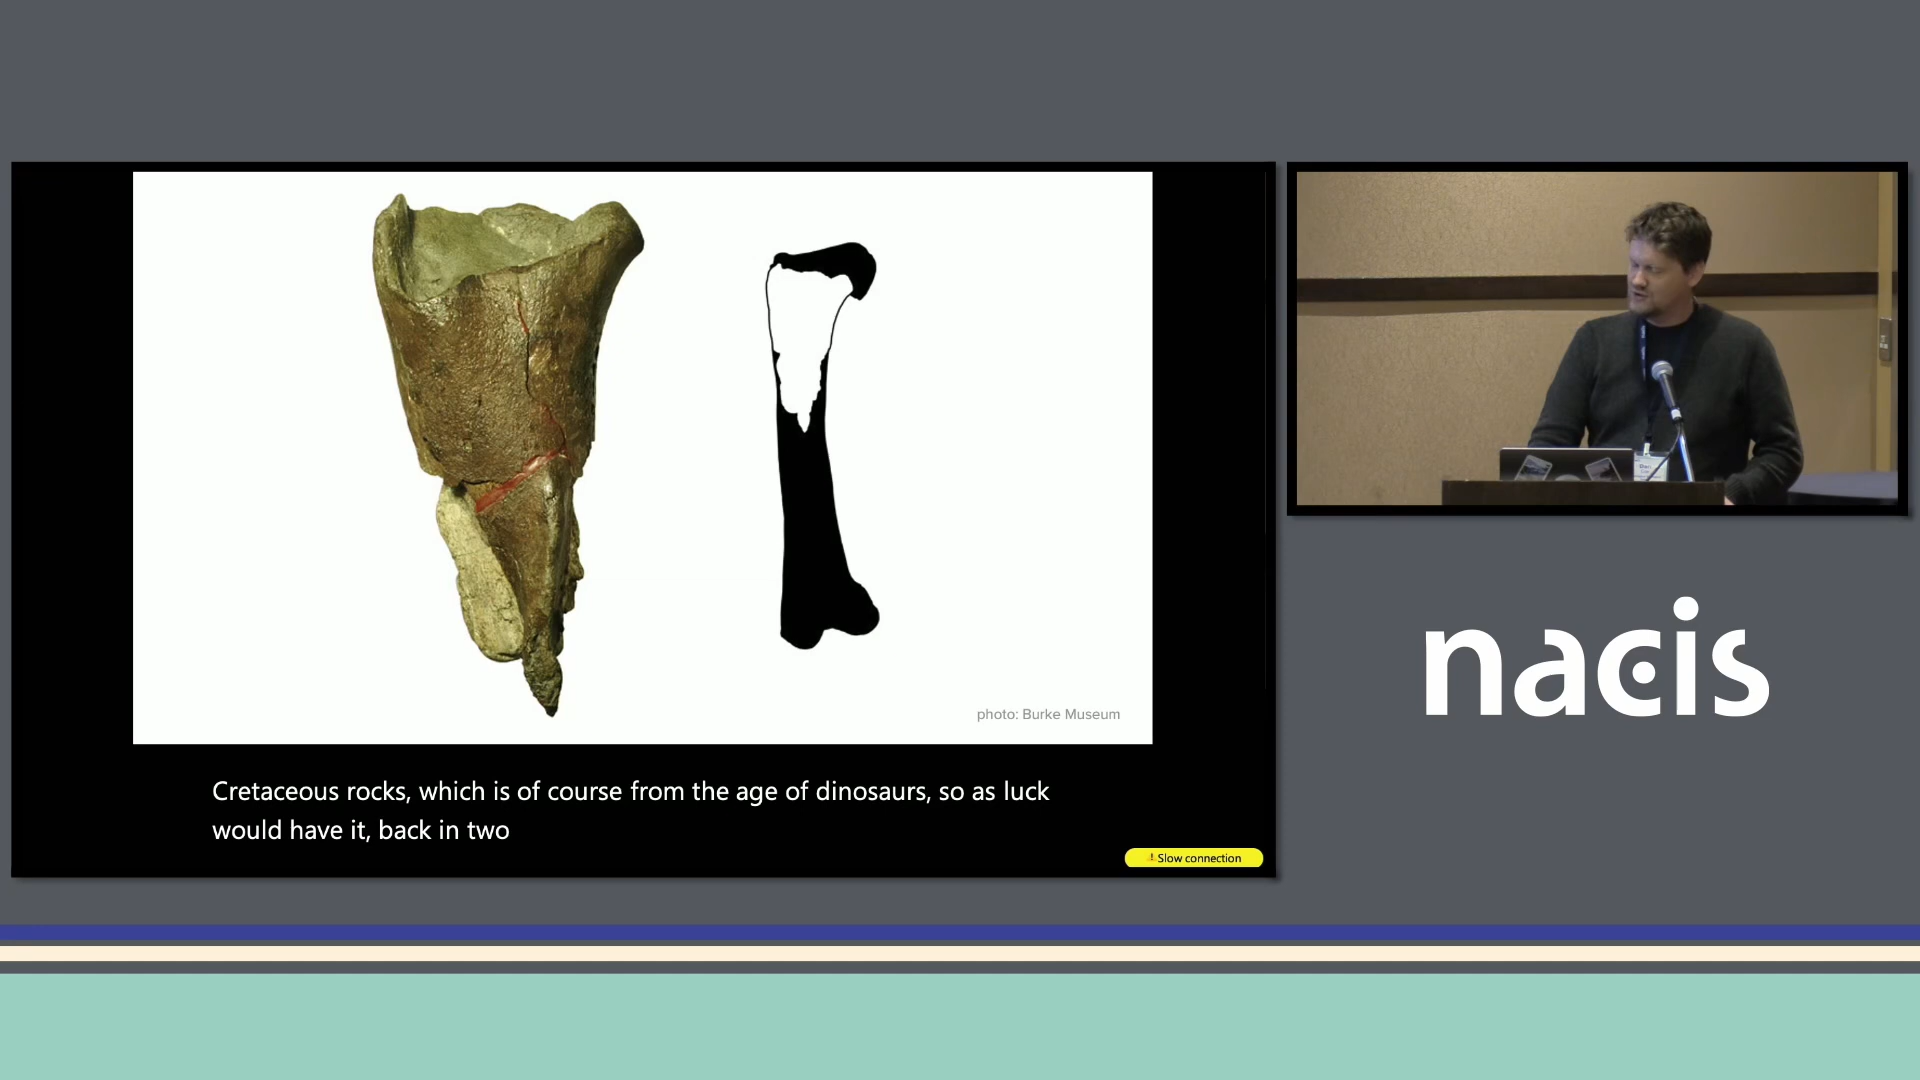 photo: Burke Museum
Cretaceous rocks, which is of course from the age of dinosaurs, so as luck
would have it, back in two
Slow connection
nacis